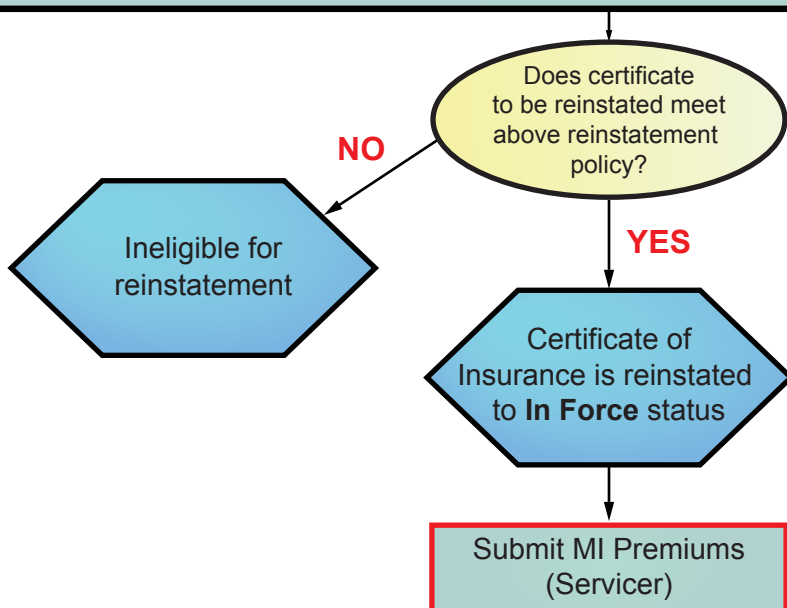 Does certificate
to be reinstated meet
above reinstatement
policy?
NO
YES
Ineligible for
reinstatement
Certificate of
Insurance is reinstated
to In Force status
Submit MI Premiums
(Servicer)